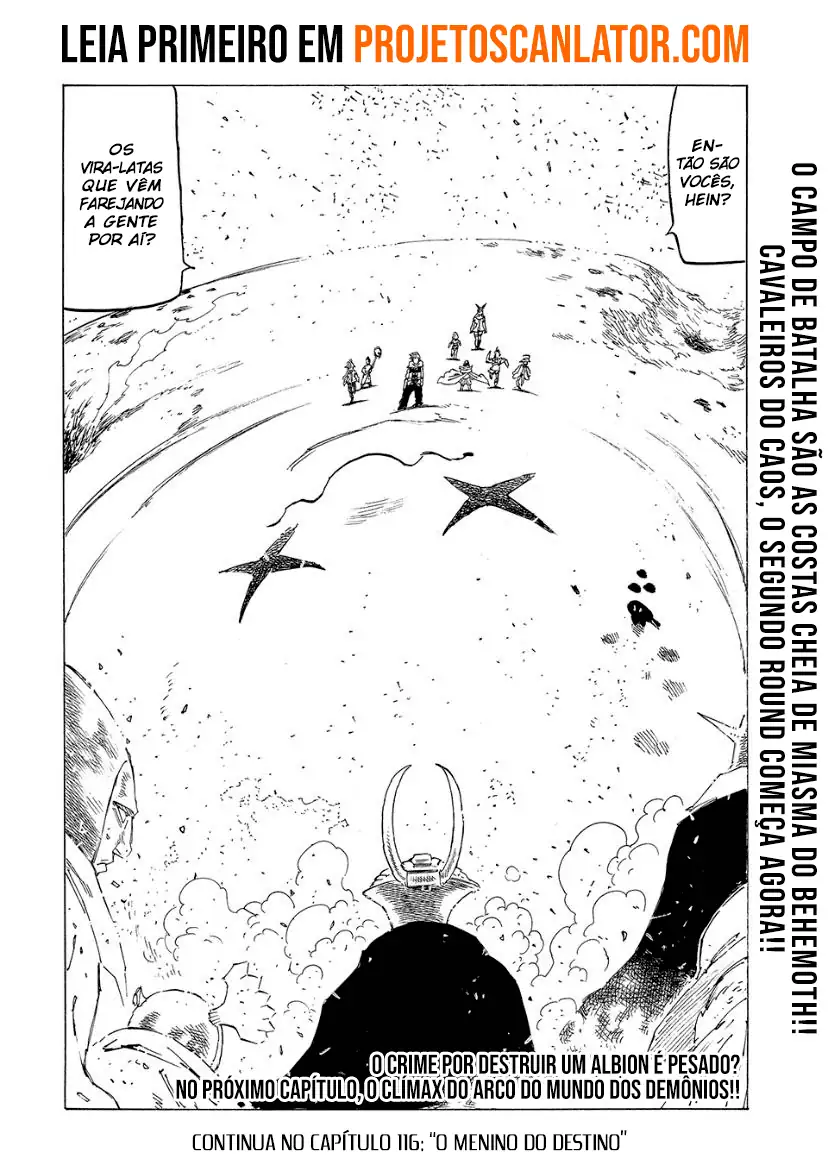 LEIA PRIMEIRO EM PROJETOSCANLATOR.COM
EN-
TÃO SÃO
VOCÊS,
HEIN?
OS
VIRA-LATAS
QUE VÊM
FAREJANDO
A GENTE
POR AÍ?
O CAMPO DE BATALHA SÃO AS COSTAS CHEIA DE MIASMA DO BEHEMOTH!!
CAVALEIROS DO CAOS, O SEGUNDO ROUND COMEÇA AGORA!!
O CRIME POR DESTRUIR UM ALBION É PESADO?
NO PRÓXIMO CAPÍTULO, O CLÍMAX DO ARCO DO MUNDO DOS DEMÔNIOS!!
CONTINUA NO CAPÍTULO 116: "O MENINO DO DESTINO"